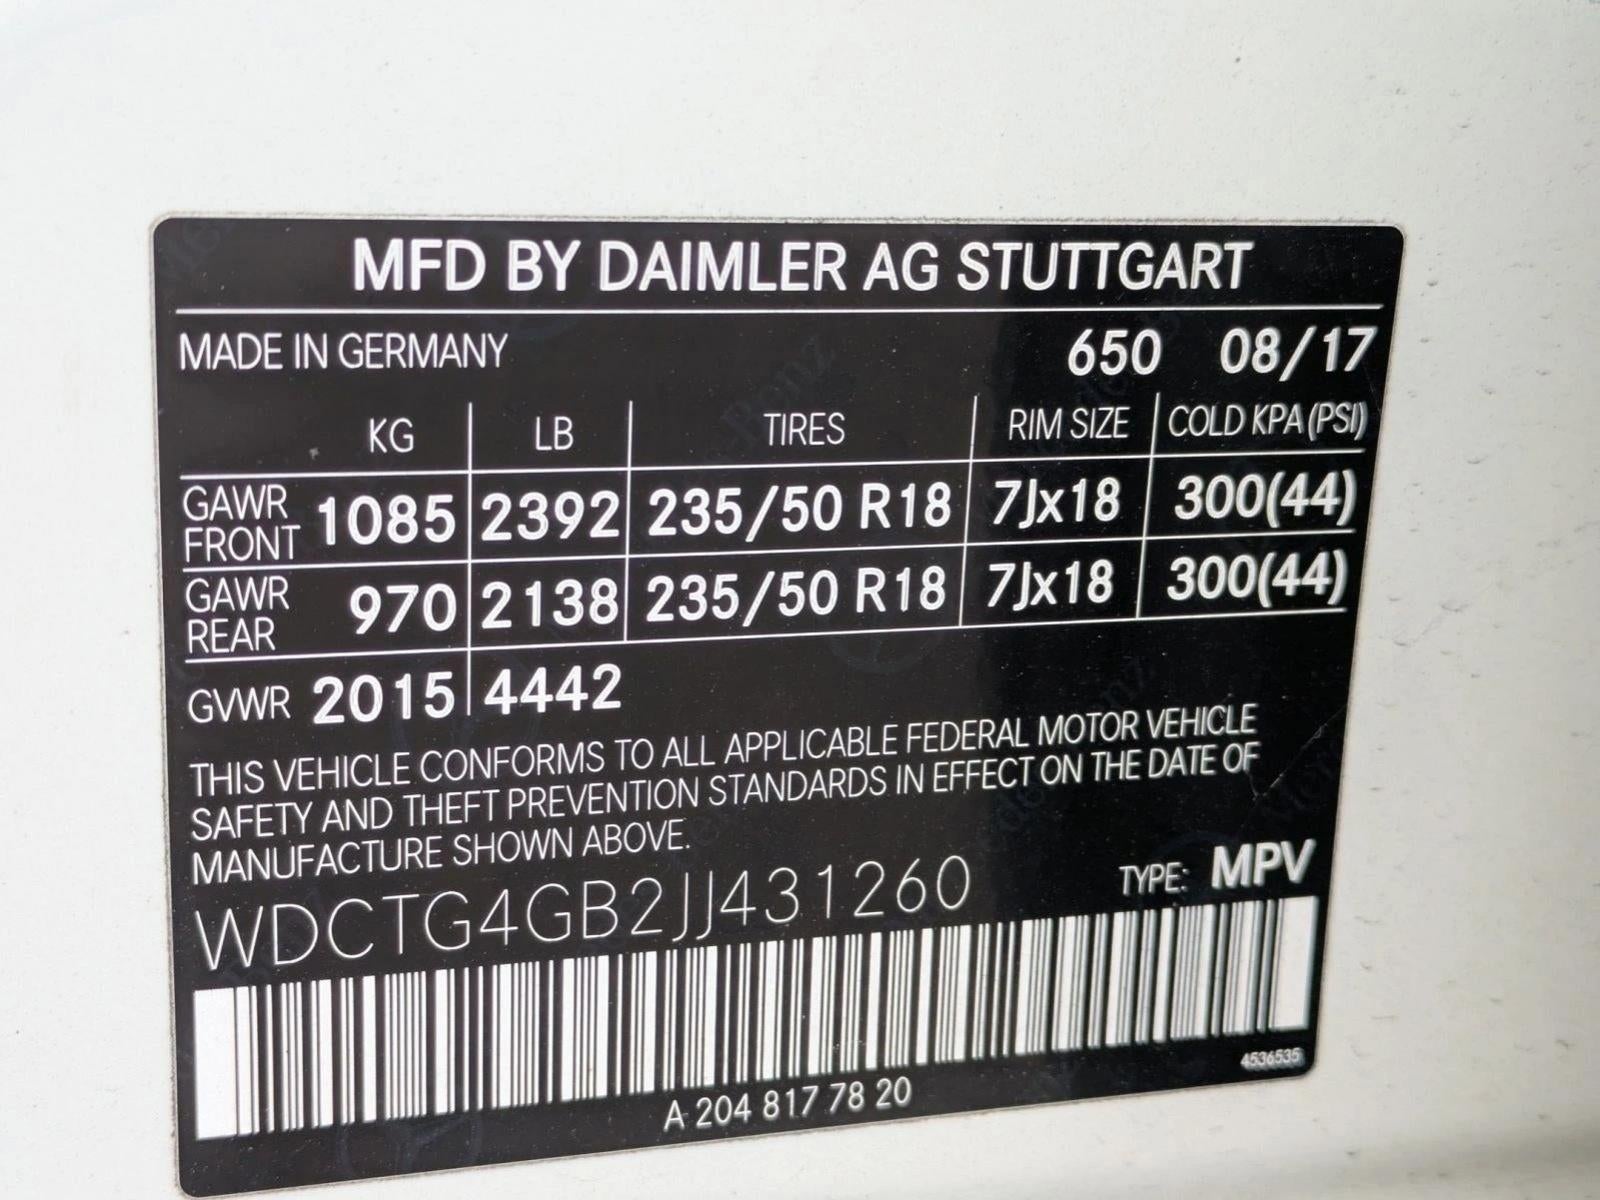 MFD BY DAIMLER AG STUTTGART
MADE IN GERMANY 650 08/17
KG LB TIRES RIM SIZE COLD KPA (PSI)
GAWR FRONT 1085 2392 235/50 R18 7Jx18 300(44)
GAWR REAR 970 2138 235/50 R18 7Jx18 300(44)
GVWR 2015 4442
THIS VEHICLE CONFORMS TO ALL APPLICABLE FEDERAL MOTOR VEHICLE
SAFETY AND THEFT PREVENTION STANDARDS IN EFFECT ON THE DATE OF
MANUFACTURE SHOWN ABOVE.
WDCTG4GB2JJ431260 TYPE: MPV
4536535
A 204 817 78 20